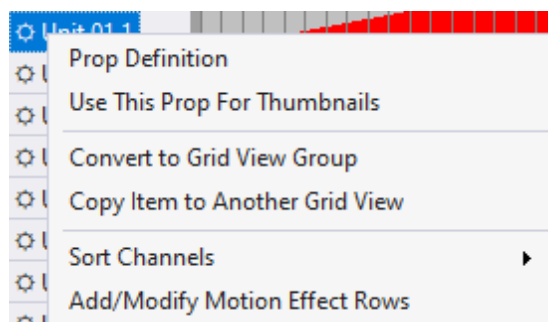 Unit 01.1
Prop Definition
Use This Prop For Thumbnails
Convert to Grid View Group
Copy Item to Another Grid View
Sort Channels
Add/Modify Motion Effect Rows